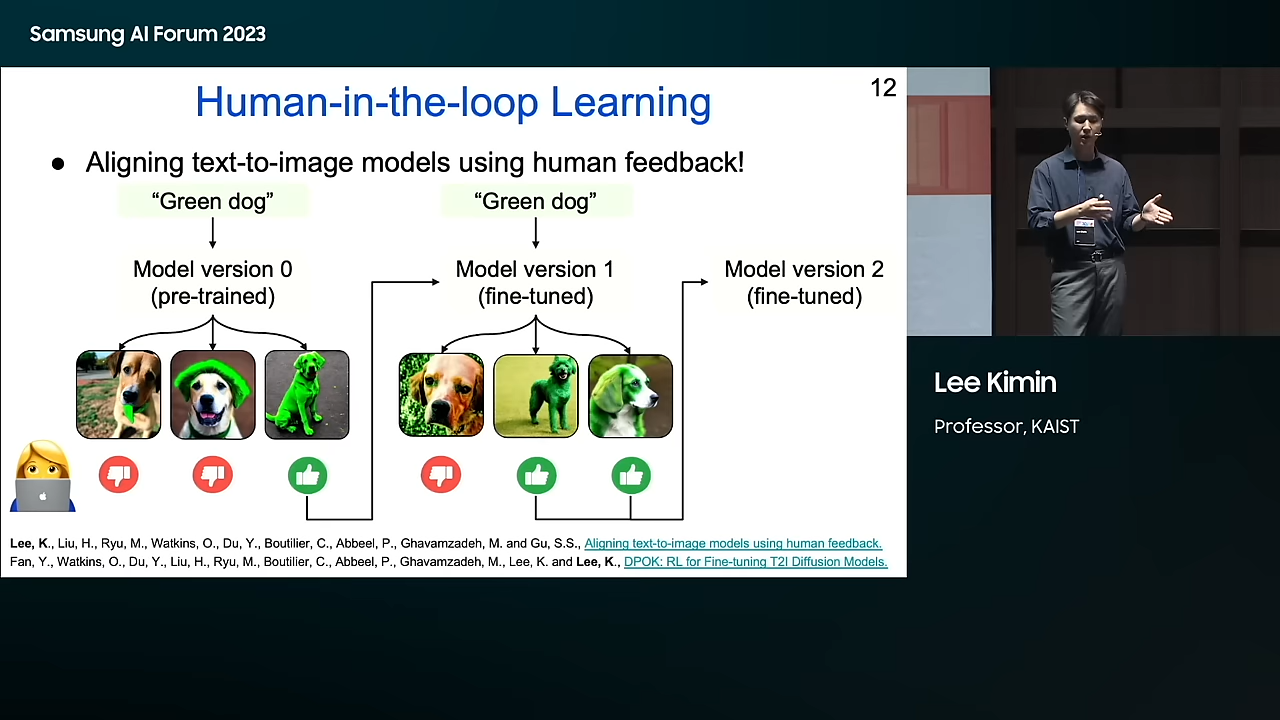 Samsung AI Forum 2023
Human-in-the-loop Learning
12
● Aligning text-to-image models using human feedback!
“Green dog”
“Green dog”
Model version 0
(pre-trained)
Model version 1
(fine-tuned)
Model version 2
(fine-tuned)
Lee, K., Liu, H., Ryu, M., Watkins, O., Du, Y., Boutilier, C., Abbeel, P., Ghavamzadeh, M. and Gu, S.S., Aligning text-to-image models using human feedback.
Fan, Y., Watkins, O., Du, Y., Liu, H., Ryu, M., Boutilier, C., Abbeel, P., Ghavamzadeh, M., Lee, K. and Lee, K., DPOK: RL for Fine-tuning T2I Diffusion Models.
Lee Kimin
Professor, KAIST